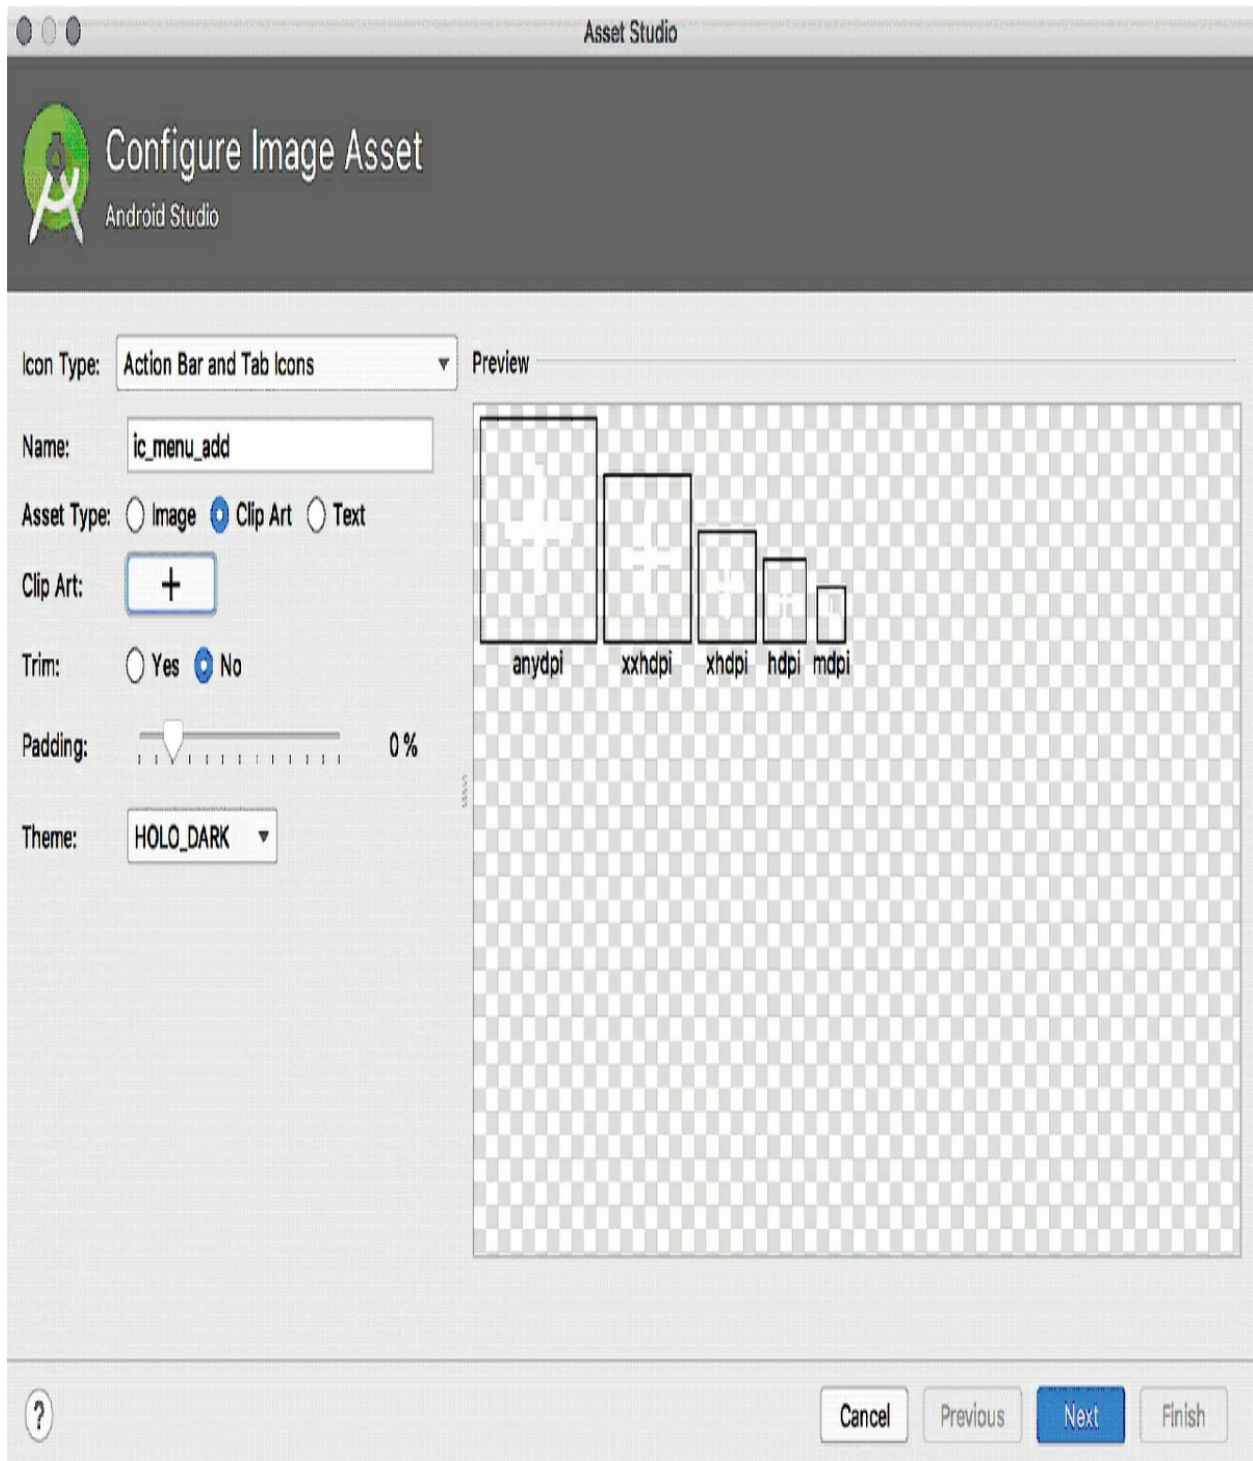 Asset Studio
Configure Image Asset
Android Studio
Icon Type: Action Bar and Tab Icons
Name: ic_menu_add
Asset Type: Image Clip Art Text
Clip Art: +
Trim: Yes No
Padding: 0 %
Theme: HOLO_DARK
Preview
anydpi xxhdpi xhdpi hdpi mdpi
? Cancel Previous Next Finish